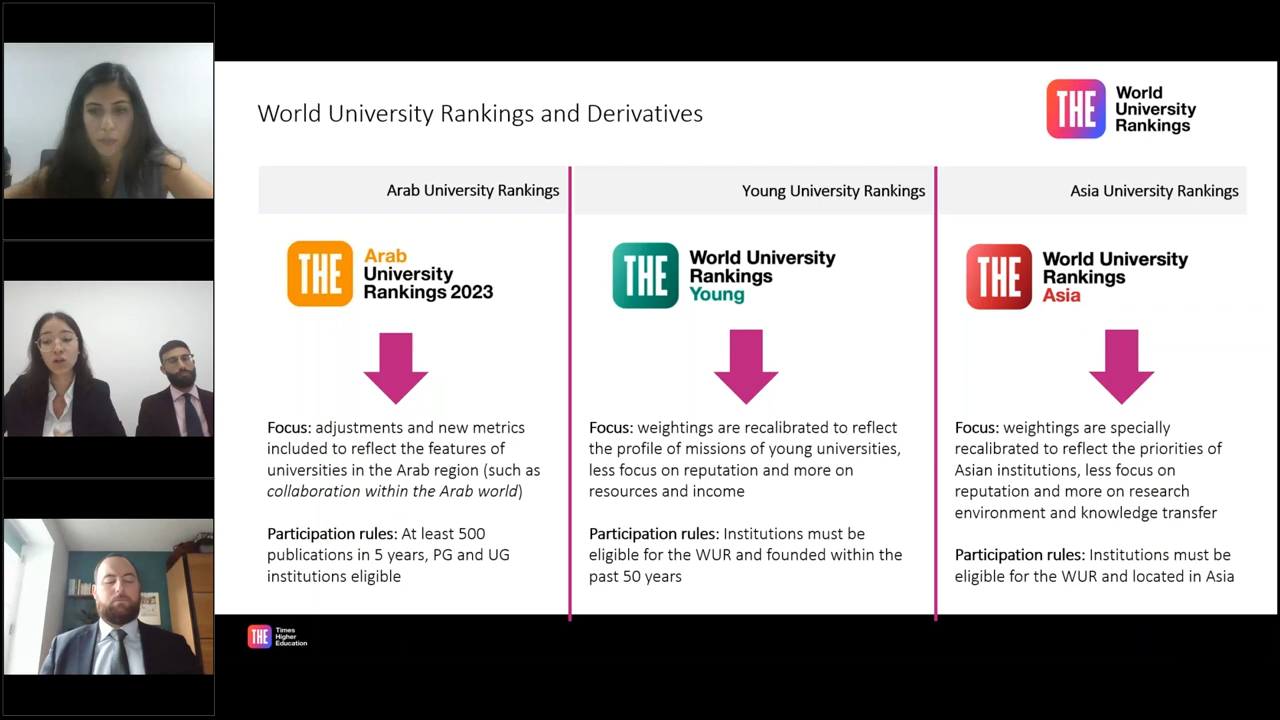 World University Rankings and Derivatives
THE
World
University
Rankings
Arab University Rankings
Young University Rankings
Asia University Rankings
THE
Arab
University
Rankings 2023
THE
World University
Rankings
Young
THE
World University
Rankings
Asia
Focus: adjustments and new metrics
included to reflect the features of
universities in the Arab region (such as
collaboration within the Arab world)
Participation rules: At least 500
publications in 5 years, PG and UG
institutions eligible
Focus: weightings are recalibrated to reflect
the profile of missions of young universities,
less focus on reputation and more on
resources and income
Participation rules: Institutions must be
eligible for the WUR and founded within the
past 50 years
Focus: weightings are specially
recalibrated to reflect the priorities of
Asian institutions, less focus on
reputation and more on research
environment and knowledge transfer
Participation rules: Institutions must be
eligible for the WUR and located in Asia
THE
Times
Higher
Education